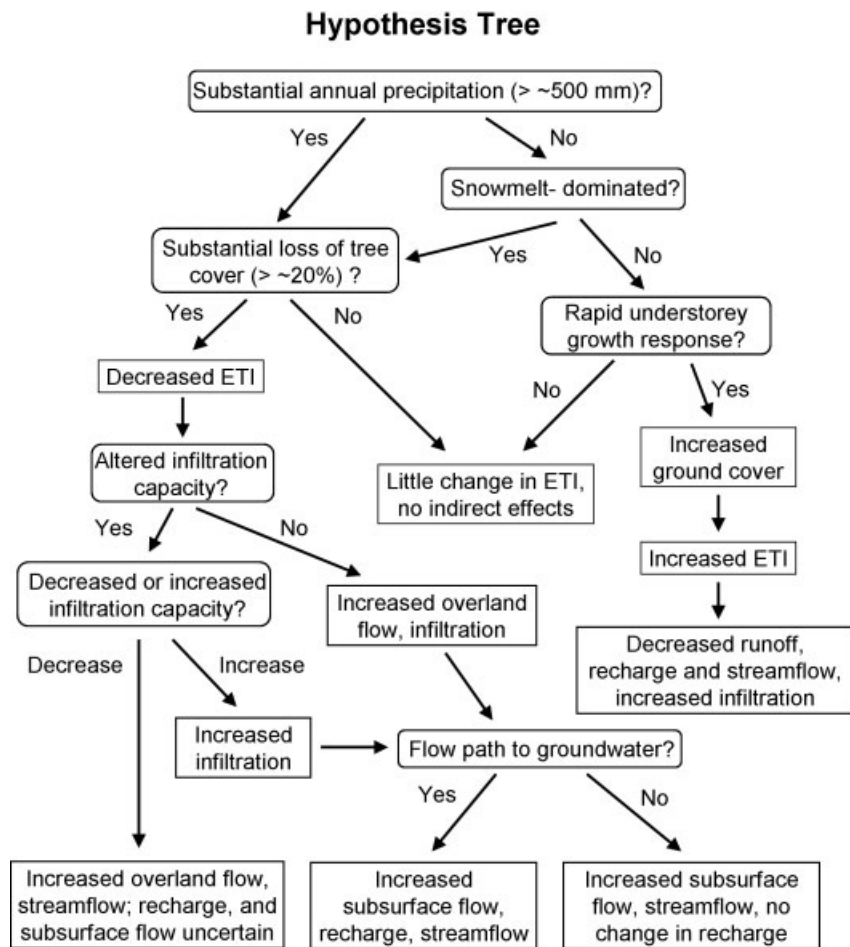 Hypothesis Tree
Substantial annual precipitation (> ~500 mm)?
Yes
No
Snowmelt- dominated?
Substantial loss of tree
cover (> ~20%) ?
Yes
No
Yes
No
Rapid understorey
growth response?
Decreased ETI
No
Yes
Altered infiltration
capacity?
Little change in ETI,
no indirect effects
Increased
ground cover
Yes
No
Decreased or increased
infiltration capacity?
Increased overland
flow, infiltration
Increased ETI
Decrease
Increase
Decreased runoff,
recharge and streamflow,
increased infiltration
Increased
infiltration
Flow path to groundwater?
Yes
No
Increased overland flow,
streamflow; recharge, and
subsurface flow uncertain
Increased
subsurface flow,
recharge, streamflow
Increased subsurface
flow, streamflow, no
change in recharge